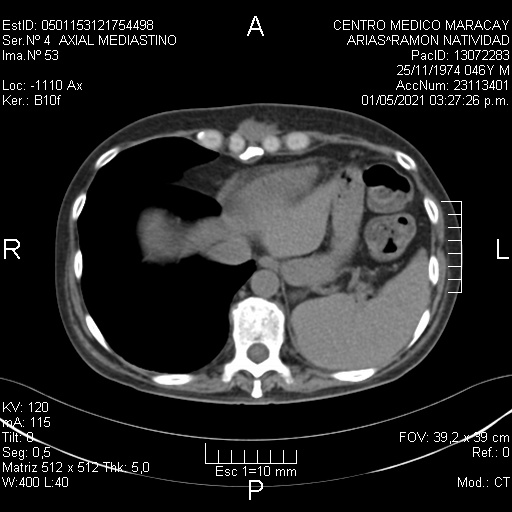 EstID: 0501153121754498
Ser.Nº 4 AXIAL MEDIASTINO
Ima.Nº 53
Loc: -1110 Ax
Ker.: B10f
A
CENTRO MEDICO MARACAY
ARIAS^RAMON NATIVIDAD
PacID: 13072283
25/11/1974 046Y M
AccNum: 23113401
01/05/2021 03:27:26 p.m.
R
L
KV: 120
mA: 115
Tilt: 0
Seg: 0,5
Matriz 512 x 512 Thk: 5,0
W:400 L:40
Esc 1=10 mm
P
FOV: 39,2 x 39 cm
Ref.: 0
Mod.: CT